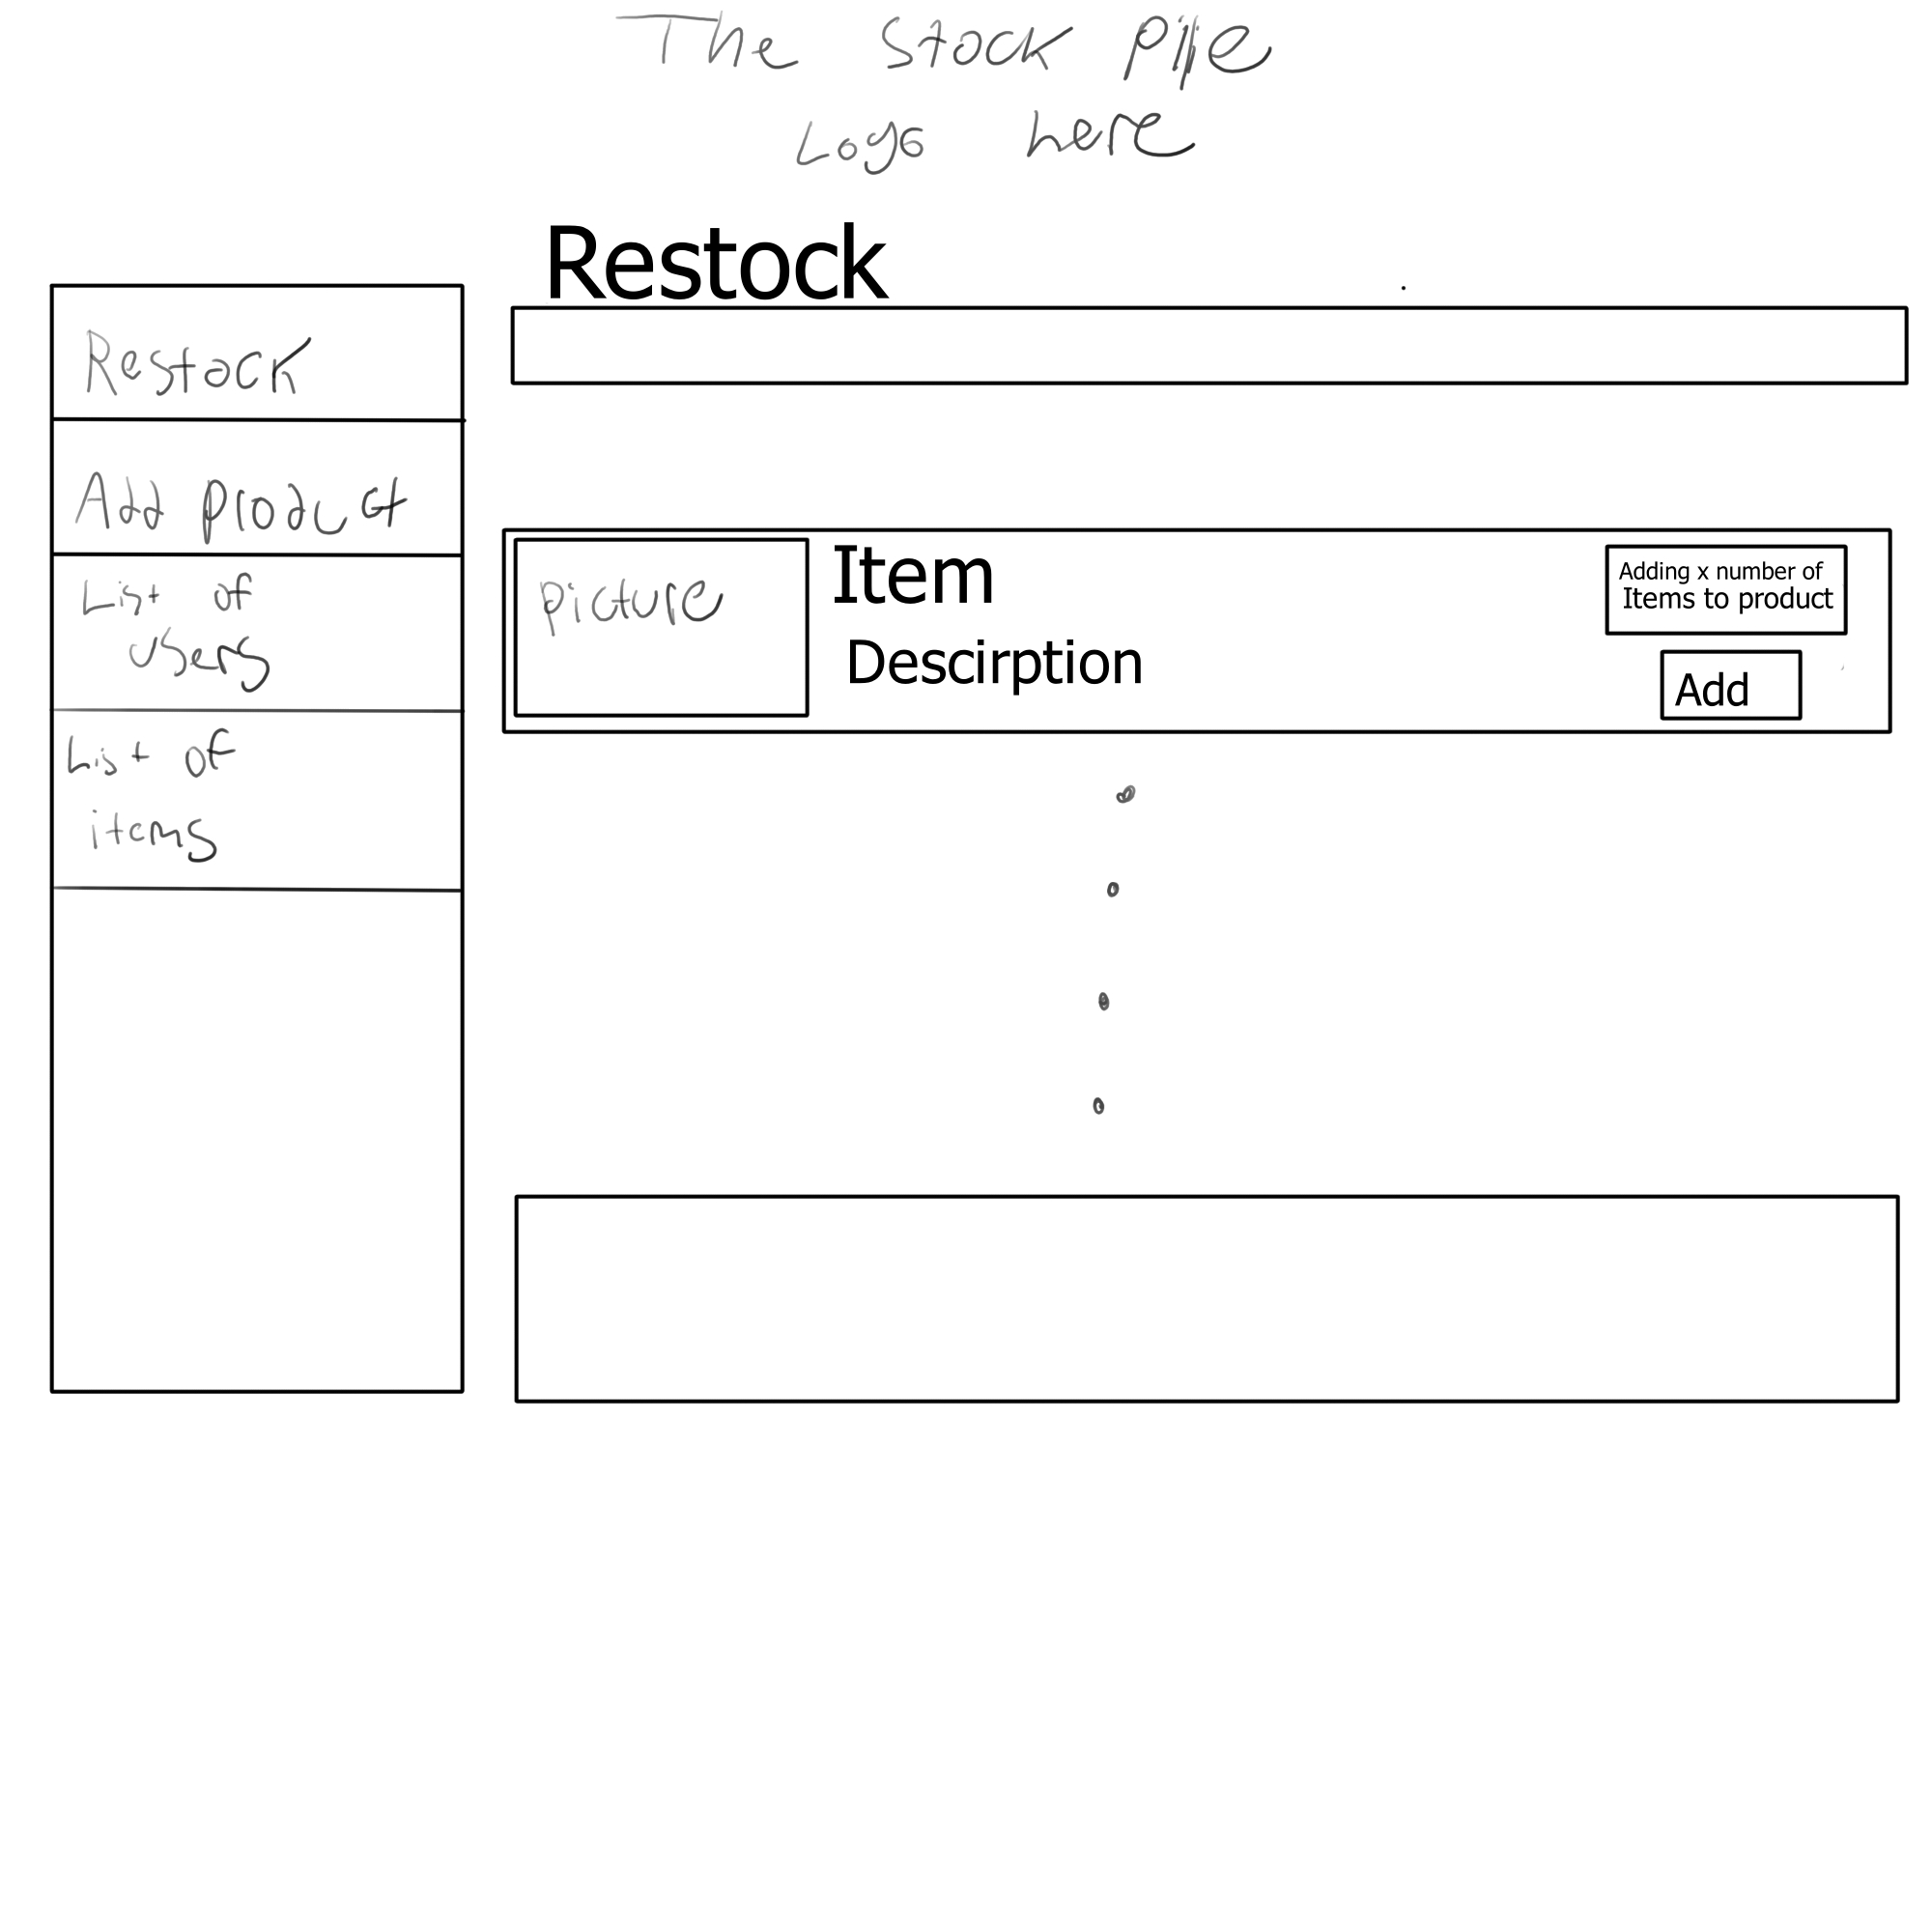 The Stock Pile
Logo here
Restock
Restock
Add product
List of
users
List of
items
picture
Item
Descirption
Adding x number of
Items to product
Add